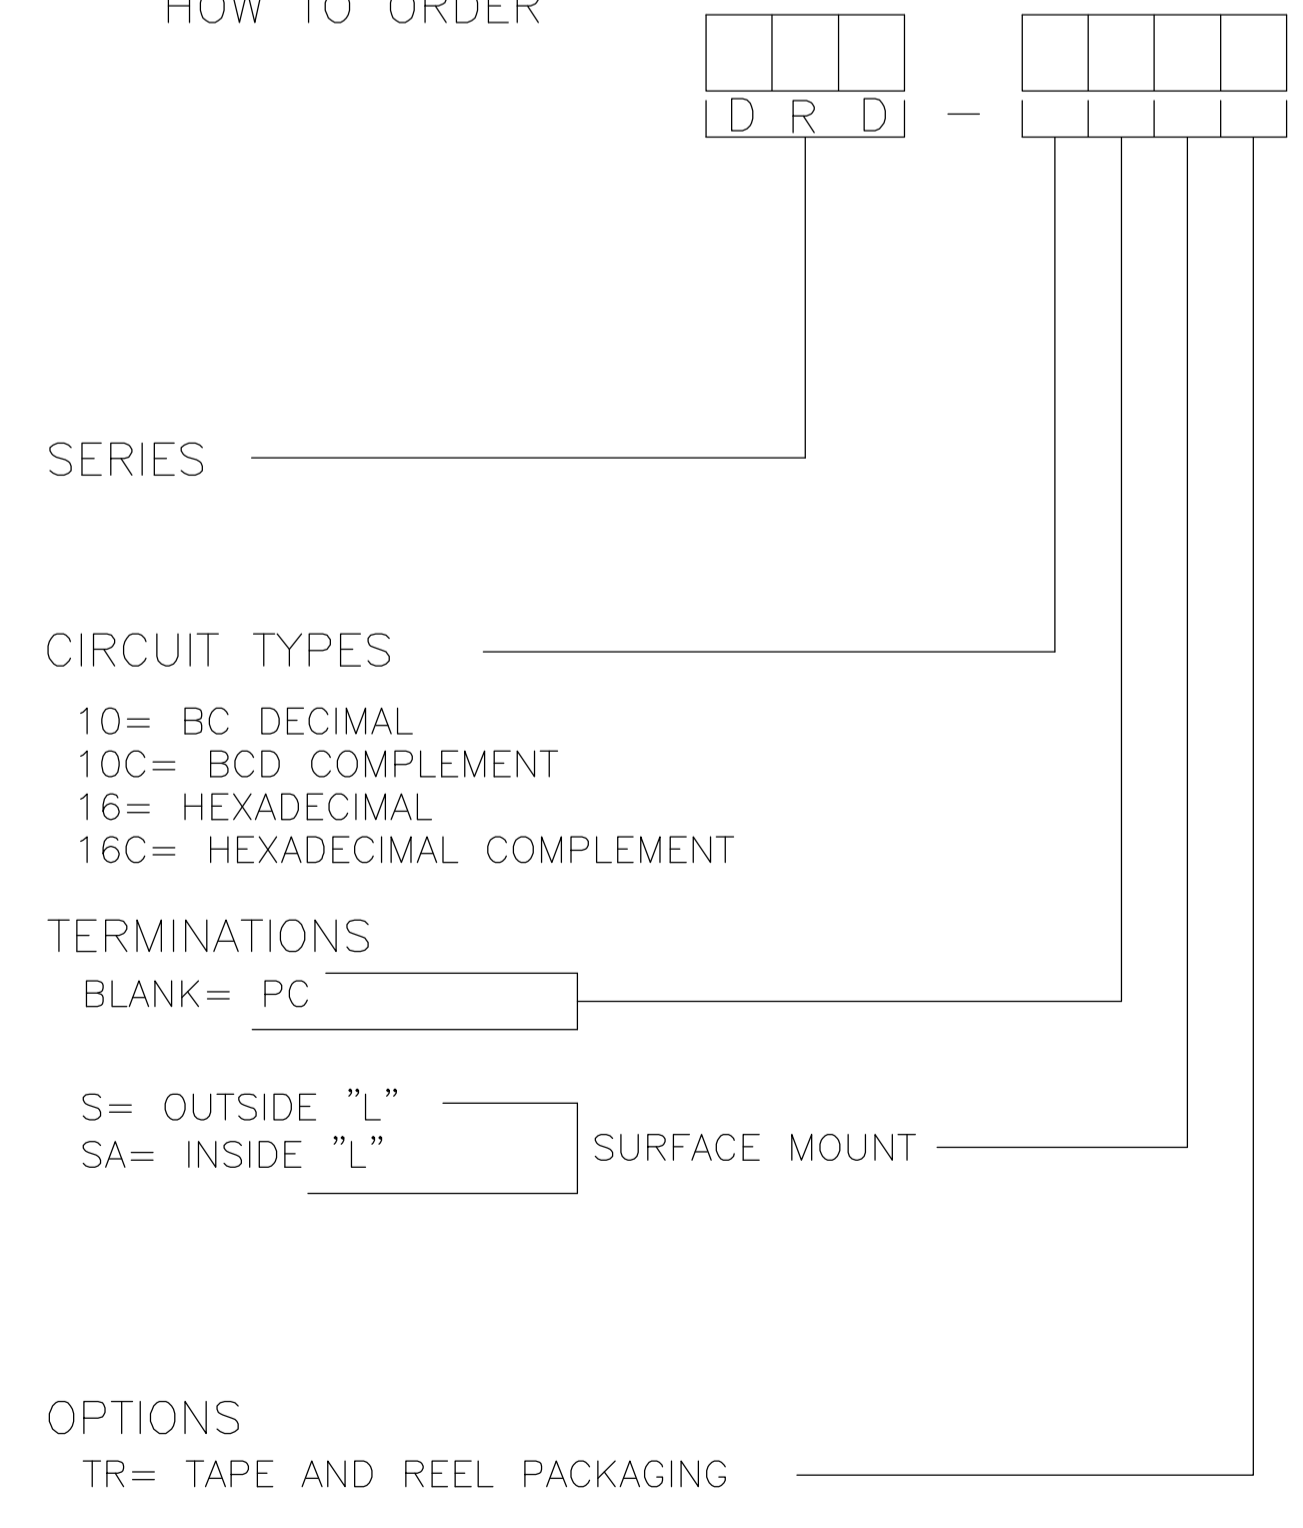 HOW TO ORDER
D R D -
SERIES
CIRCUIT TYPES
10= BC DECIMAL
10C= BCD COMPLEMENT
16= HEXADECIMAL
16C= HEXADECIMAL COMPLEMENT
TERMINATIONS
BLANK= PC
S= OUTSIDE "L"
SA= INSIDE "L"
SURFACE MOUNT
OPTIONS
TR= TAPE AND REEL PACKAGING